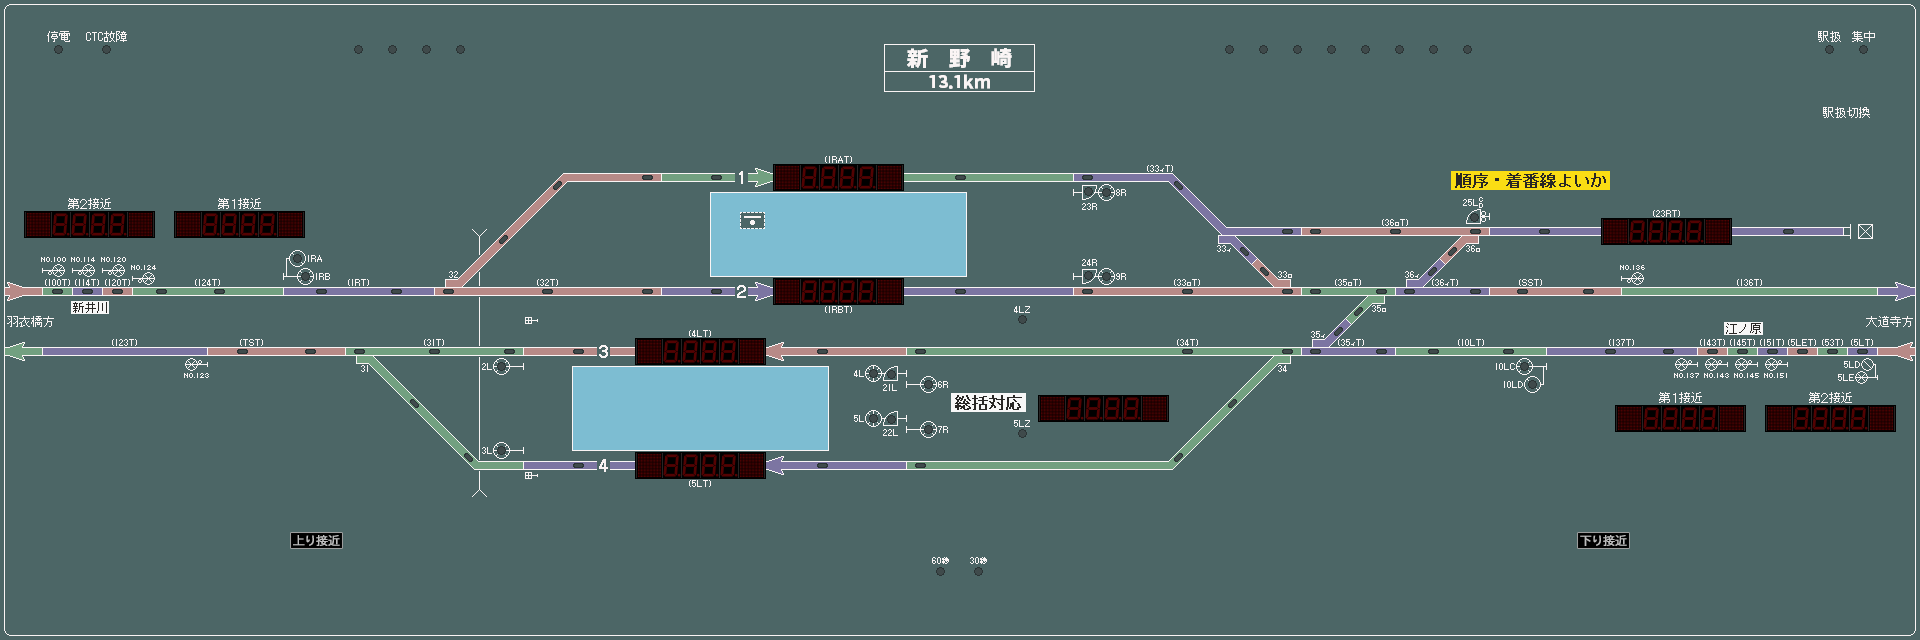 停電 CTC故障
駅扱 集中
新野崎
13.1km
駅扱切換
(1RAT)
1
(33イT)
8R
23R
順序・着番線よいか
第2接近 第1接近
25L
(36ロT)
(23RT)
33イ
36ロ
NO.100 NO.114 NO.120 NO.124
1RA
1RB
32
24R
9R
33ロ
36イ
NO.136
(100T) (114T) (120T) (124T) (1RT) (32T)
2
(33ロT) (35ロT) (36イT) (SST) (136T)
新井川
(1RBT)
4LZ
35ロ
羽衣橋方
大道寺方
江ノ原
35イ
(123T) (TST) (31T)
(4LT)
3
(34T) (35イT) (10LT) (137T) (143T) (145T) (151T) (5LET) (53T) (5LT)
NO.123
31
2L
4L
21L
6R
34
10LC
10LD
NO.137 NO.143 NO.145 NO.151
5LD
5LE
総括対応
第1接近 第2接近
5L
22L
7R
5LZ
3L
4
(5LT)
上り接近
下り接近
60秒 30秒